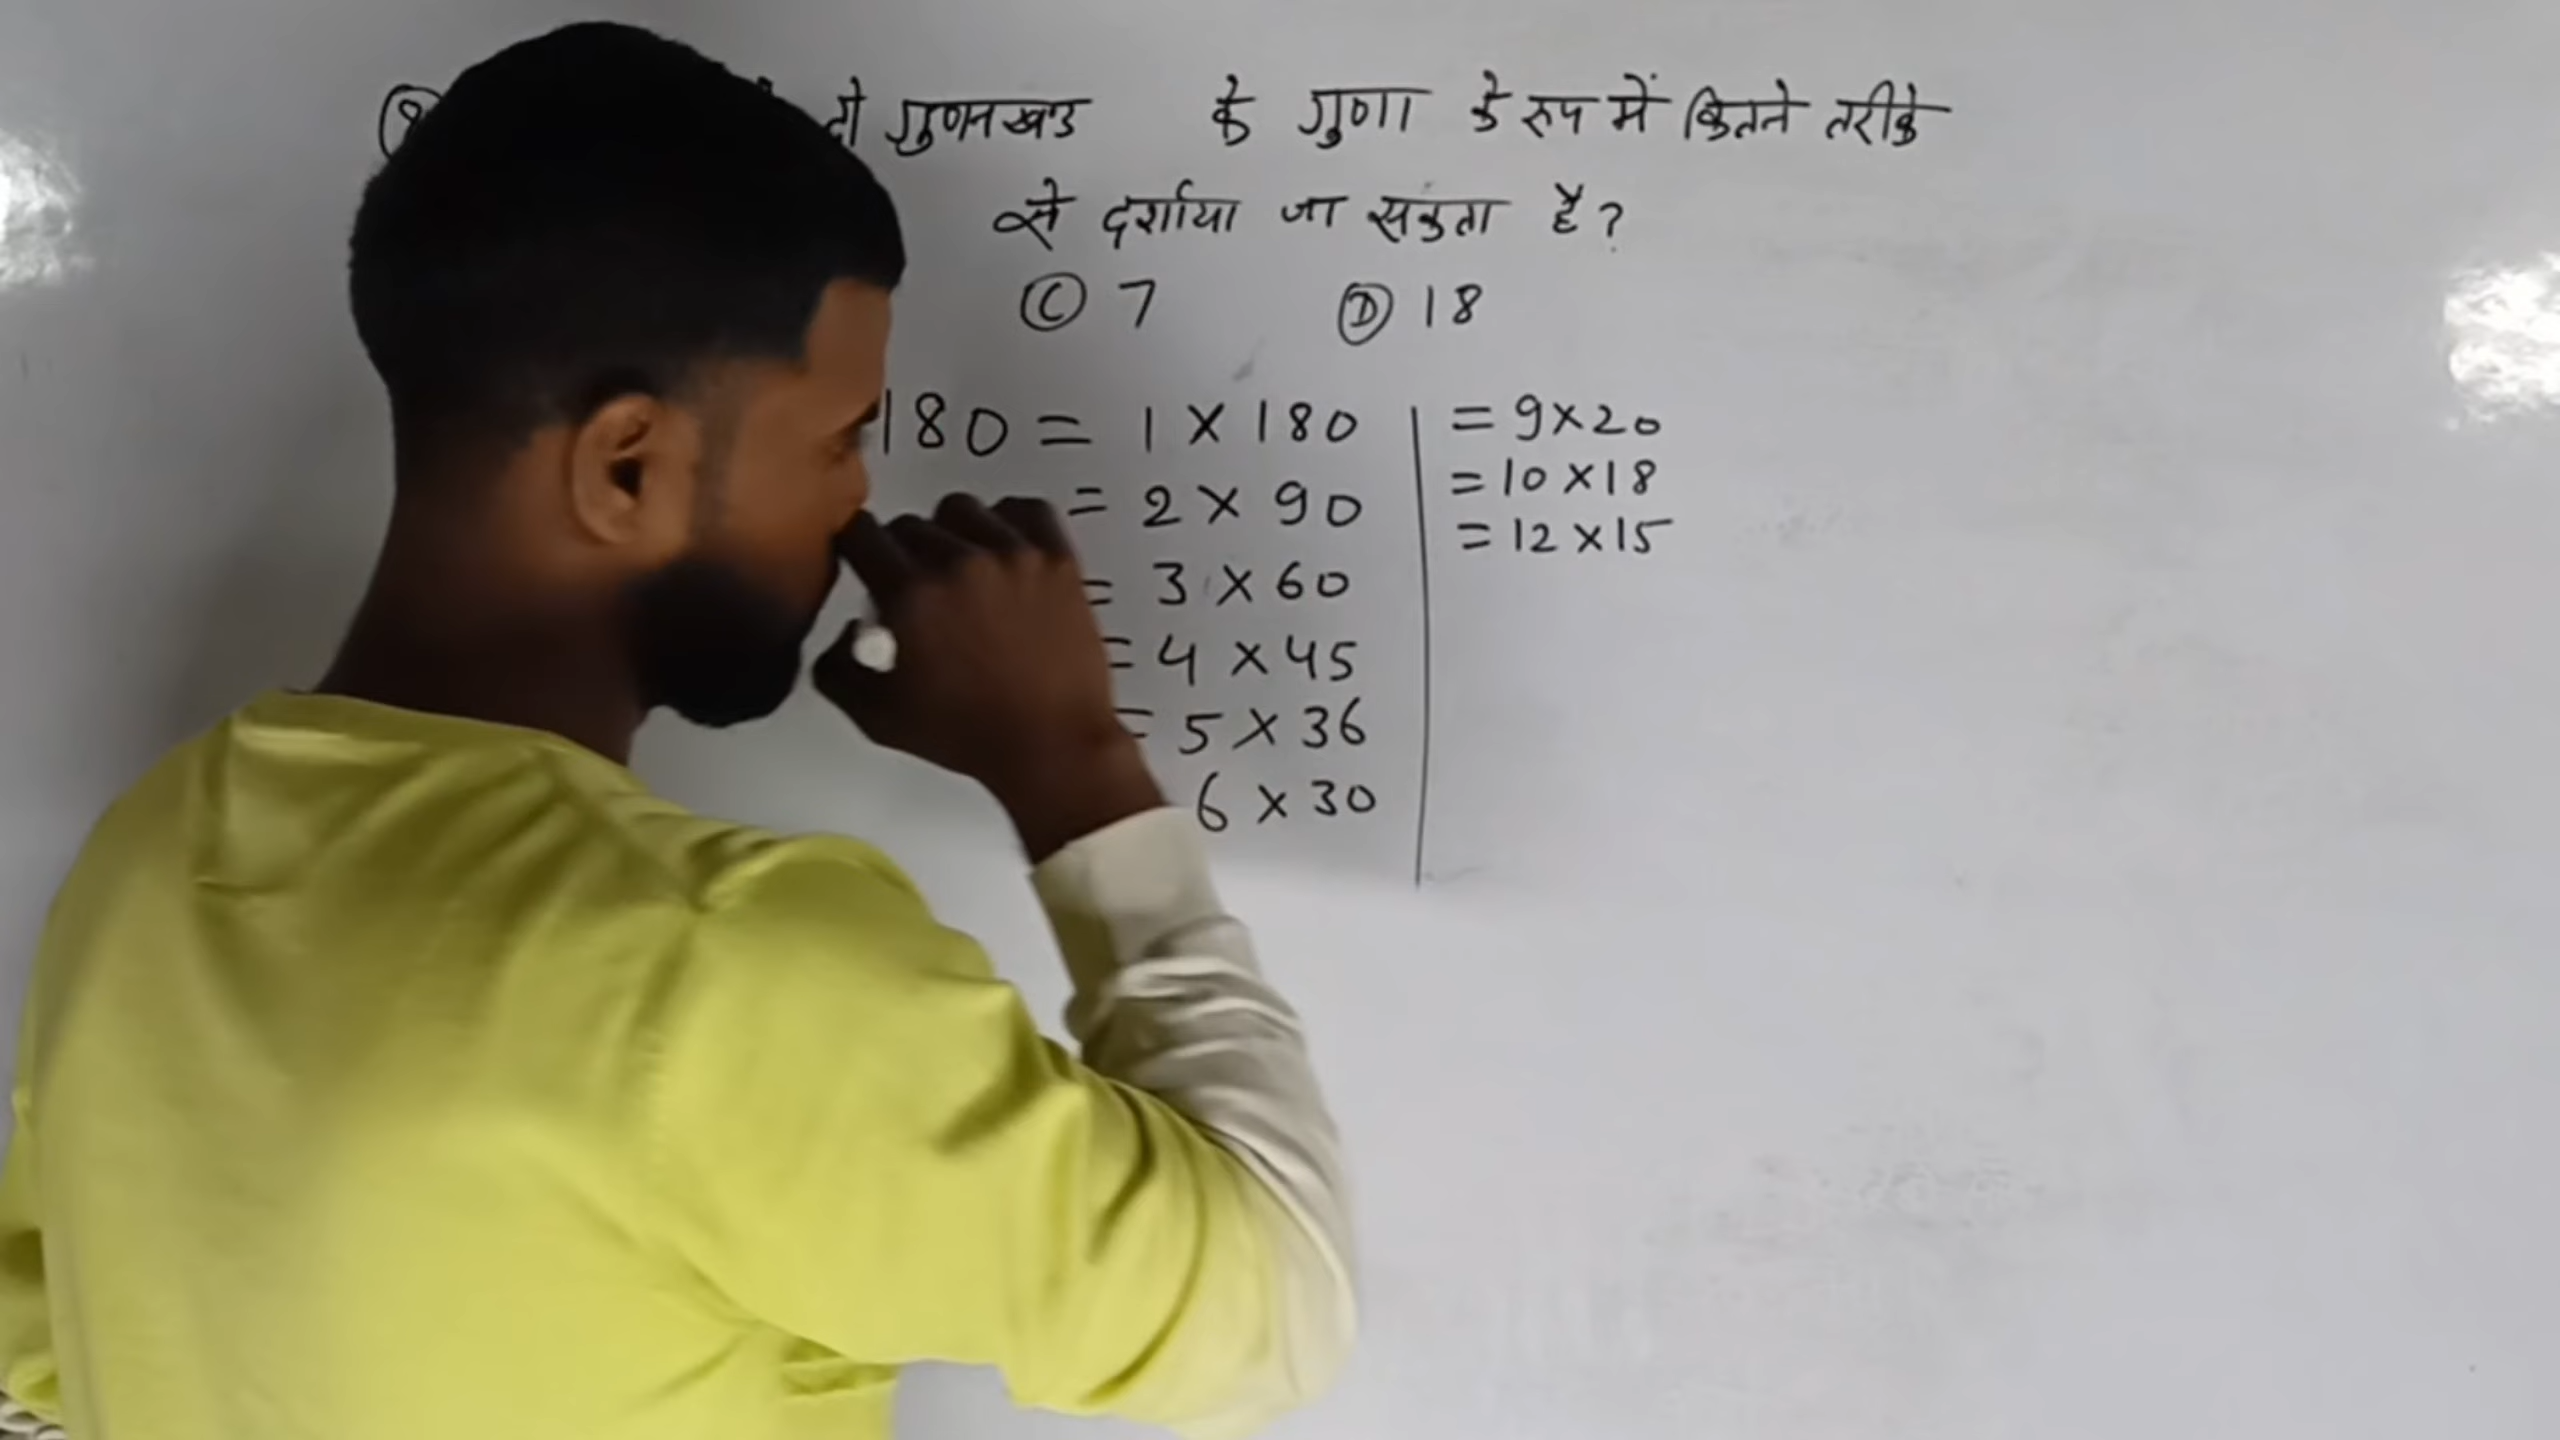 दो गुणनखण्ड के गुणा के रूप में कितने तरीके
से दर्शाया जा सकता है?
Ⓒ 7 Ⓓ 18
180 = 1 × 180
= 2 × 90
= 3 × 60
= 4 × 45
= 5 × 36
6 × 30
= 9 × 20
= 10 × 18
= 12 × 15